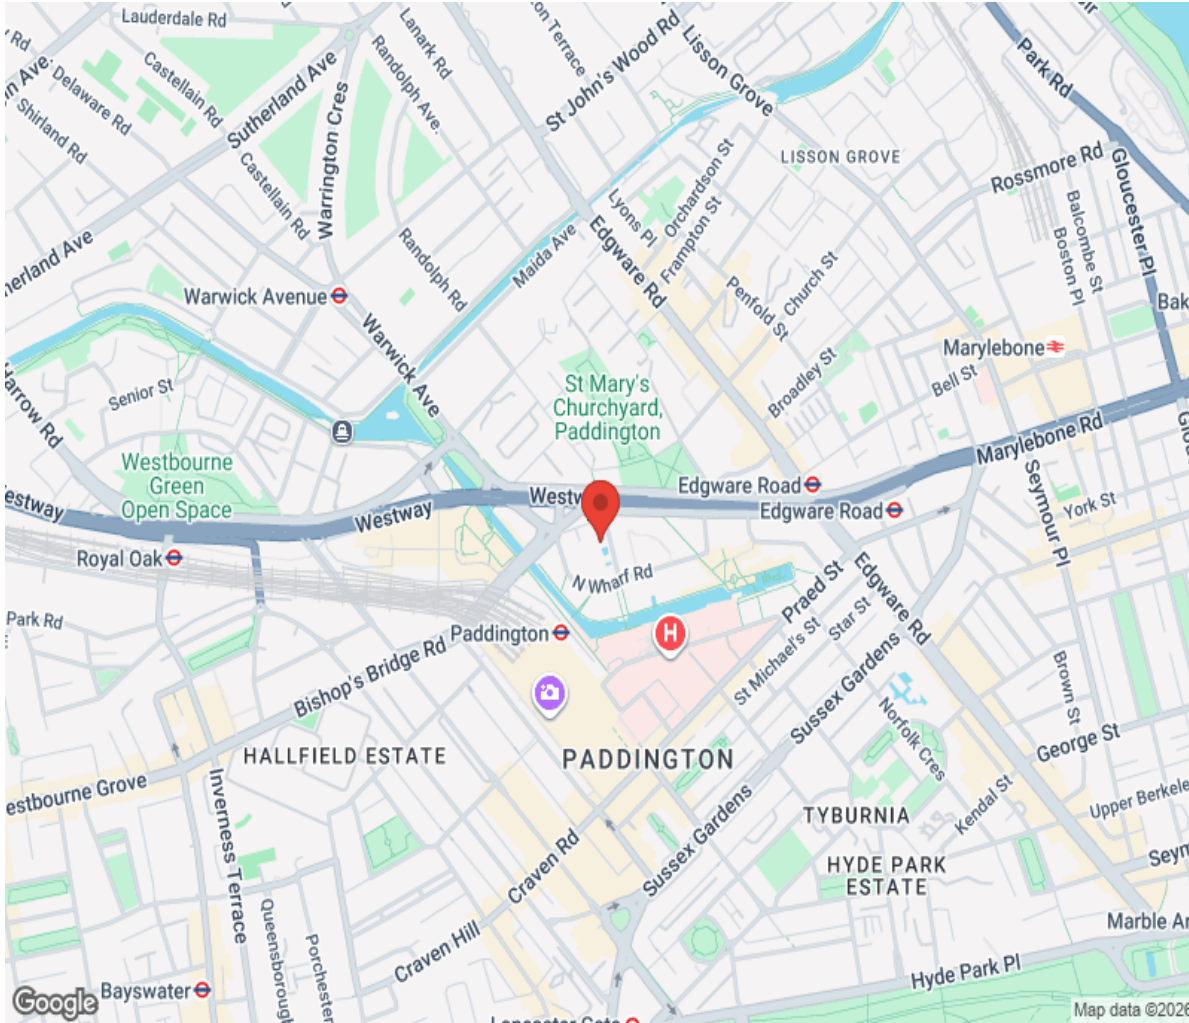 Lauderdale Rd
Lanark Rd
Randolph Ave.
St John's Wood Rd
Lisson Grove
Park Rd
Castellain Rd
Delaware Rd
Shirland Rd
Sutherland Ave
Warrington Cres
Castellain Rd
LISSON GROVE
Rossmore Rd
Gloucester Pl
Balcombe St
Boston Pl
Orchardson St
Frampton St
Lyons Pl
Edgware Rd
Maida Ave
Randolph Rd
Penfold St
Church St
Warwick Avenue
Warwick Ave
Marylebone
Bell St
Broadley St
Senior St
Harrow Rd
St Mary's
Churchyard,
Paddington
Marylebone Rd
Westbourne
Green
Open Space
Westway
Edgware Road
Edgware Road
Seymour Pl
York St
Royal Oak
N Wharf Rd
Praed St
Edgware Rd
Park Rd
Paddington
H
St Michael's St
Star St
Sussex Gardens
Bishop's Bridge Rd
Brown St
Norfolk Cres
George St
HALLFIELD ESTATE
PADDINGTON
Kendal St
Upper Berkele
estbourne Grove
Inverness Terrace
TYBURNIA
HYDE PARK
ESTATE
Sussex Gardens
Craven Rd
Craven Hill
Queensborough
Porchester
Marble Ar
Hyde Park Pl
Bayswater
Lancaster Gate
Google
Map data ©2026